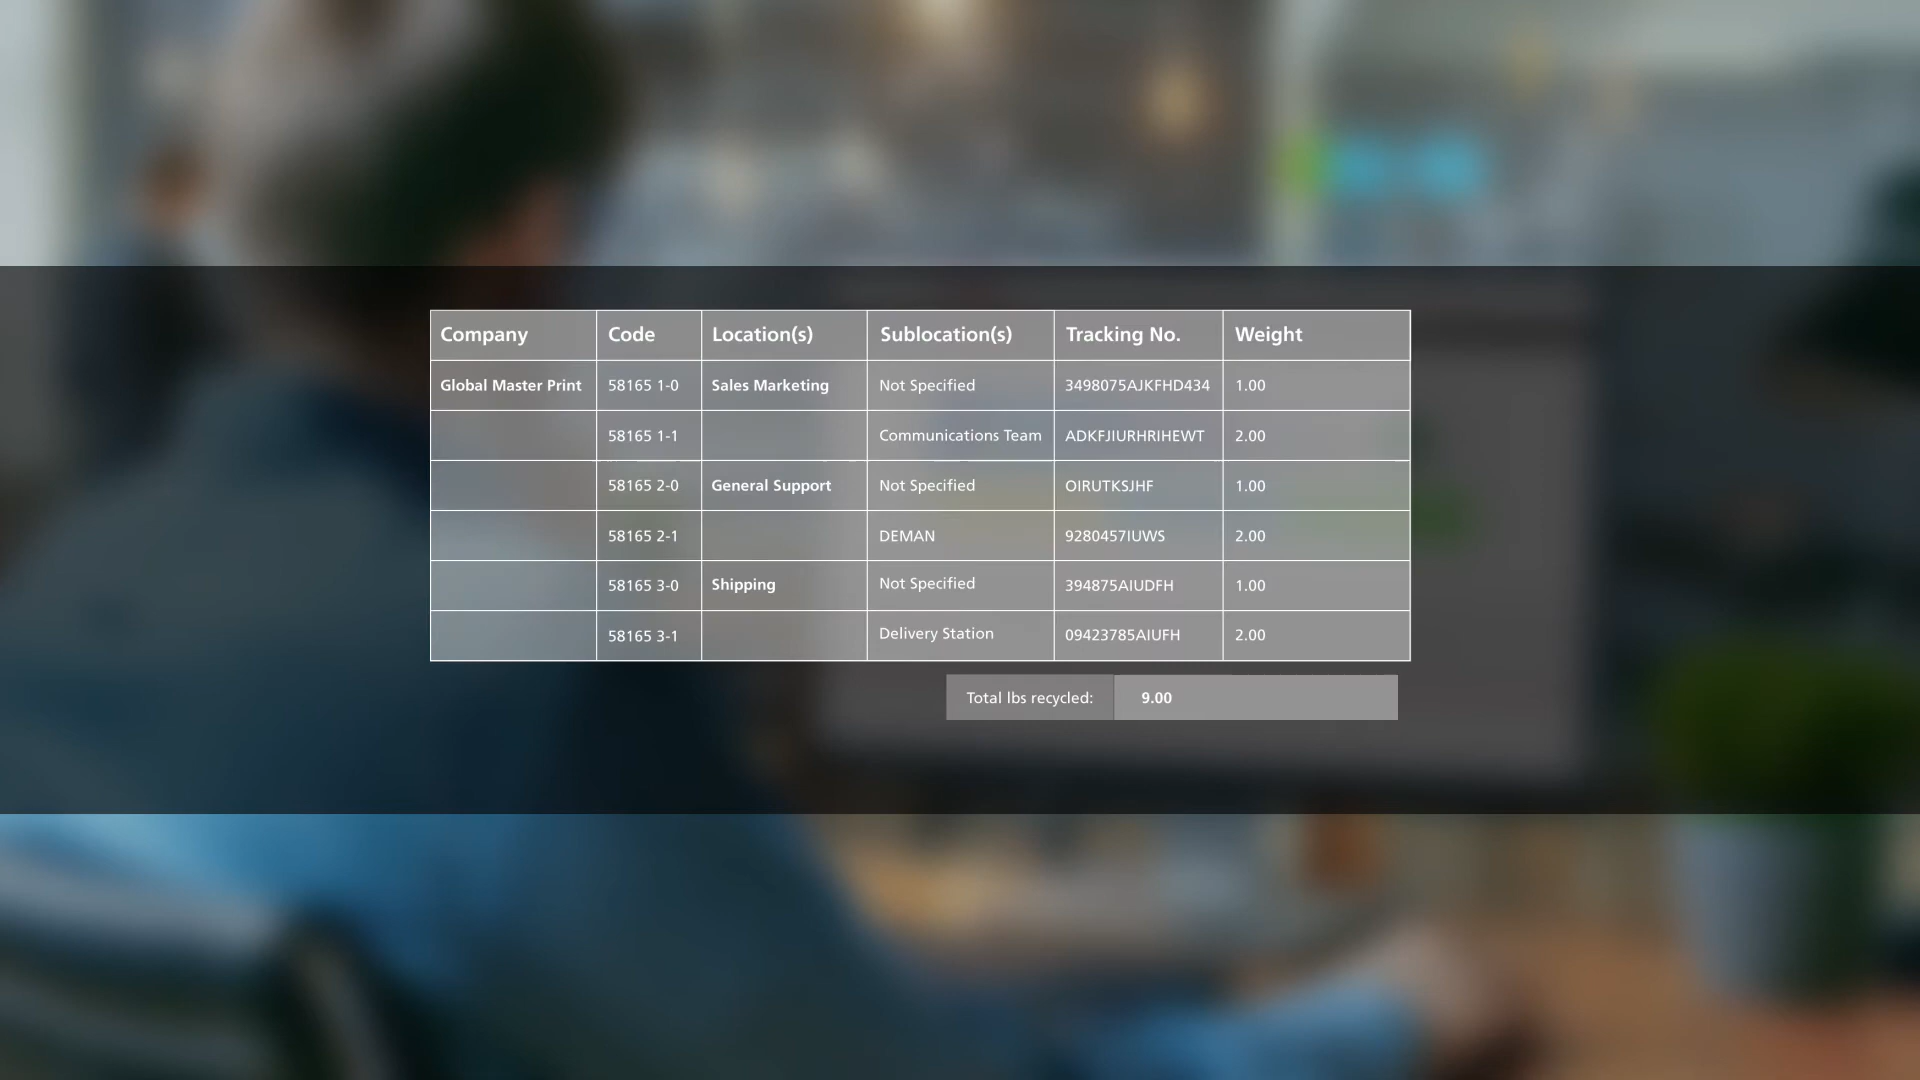 Company Code Location(s) Sublocation(s) Tracking No. Weight
Global Master Print 58165 1-0 Sales Marketing Not Specified 3498075AJKFHD434 1.00
58165 1-1 Communications Team ADKFJIURHRIHEWT 2.00
58165 2-0 General Support Not Specified OIRUTKSJHF 1.00
58165 2-1 DEMAN 9280457IUWS 2.00
58165 3-0 Shipping Not Specified 394875AIUDFH 1.00
58165 3-1 Delivery Station 09423785AIUFH 2.00
Total lbs recycled: 9.00